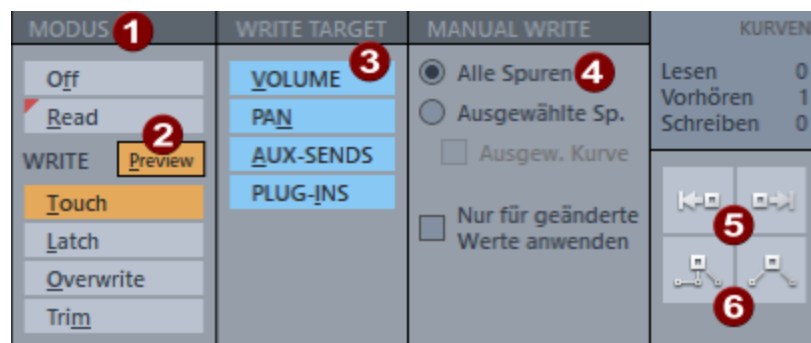 MODUS 1
Off
Read
2
WRITE Preview
Touch
Latch
Overwrite
Trim
WRITE TARGET
3
VOLUME
PAN
AUX-SENDS
PLUG-INS
MANUAL WRITE
Alle Spuren 4
Ausgewählte Sp.
Ausgew. Kurve
Nur für geänderte
Werte anwenden
KURVEN
Lesen 0
Vorhören 1
Schreiben 0
5
6